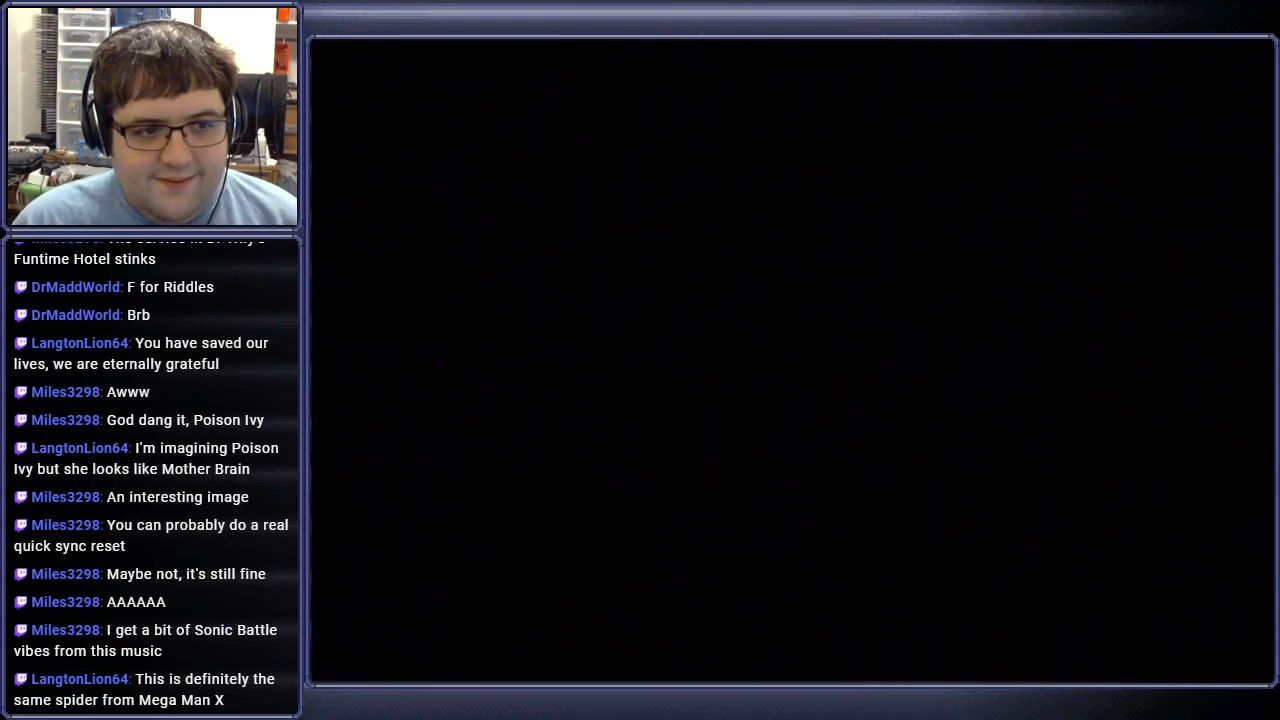 Funtime Hotel stinks
DrMaddWorld: F for Riddles
DrMaddWorld: Brb
LangtonLion64: You have saved our
lives, we are eternally grateful
Miles3298: Awww
Miles3298: God dang it, Poison Ivy
LangtonLion64: I'm imagining Poison
Ivy but she looks like Mother Brain
Miles3298: An interesting image
Miles3298: You can probably do a real
quick sync reset
Miles3298: Maybe not, it's still fine
Miles3298: AAAAAA
Miles3298: I get a bit of Sonic Battle
vibes from this music
LangtonLion64: This is definitely the
same spider from Mega Man X